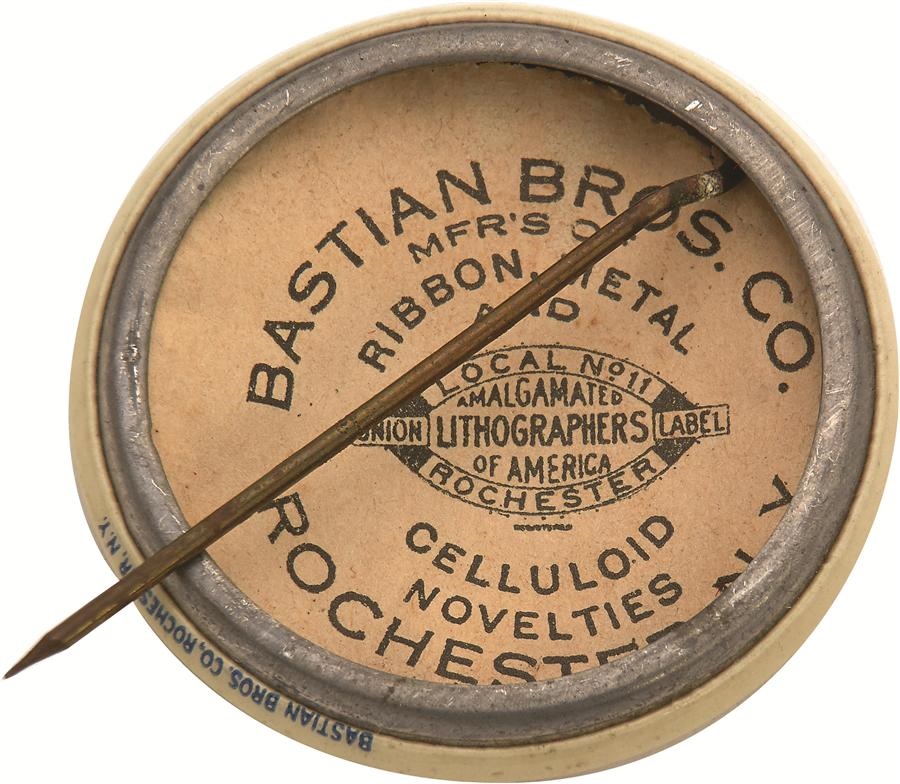 BASTIAN BROS. CO.
MFR'S OF
RIBBON, METAL
AND
LOCAL No 11
AMALGAMATED
UNION LITHOGRAPHERS LABEL
OF AMERICA
ROCHESTER
CELLULOID
NOVELTIES
ROCHESTER N.Y.
BASTIAN BROS. CO, ROCHESTER, N.Y.